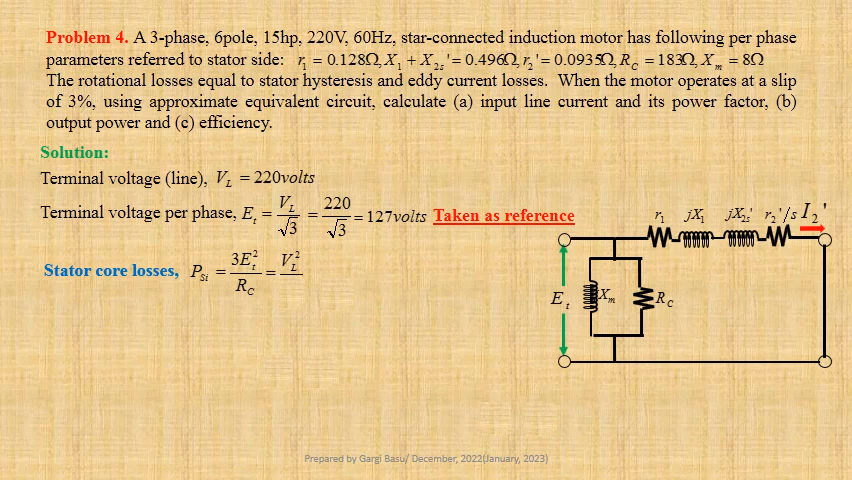 Problem 4. A 3-phase, 6pole, 15hp, 220V, 60Hz, star-connected induction motor has following per phase
parameters referred to stator side: r₁ = 0.128Ω, X₁ + X₂ₛ' = 0.496Ω, r₂' = 0.0935Ω, R_C = 183Ω, X_m = 8Ω
The rotational losses equal to stator hysteresis and eddy current losses. When the motor operates at a slip
of 3%, using approximate equivalent circuit, calculate (a) input line current and its power factor, (b)
output power and (c) efficiency.
Solution:
Terminal voltage (line), V_L = 220volts
Terminal voltage per phase, E_t = V_L/√3 = 220/√3 = 127volts Taken as reference
r₁ jX₁ jX₂ₛ' r₂'/s I₂'
Stator core losses, P_Si = 3E_t²/R_C = V_L²
E_t X_m R_C
Prepared by Gargi Basu/ December, 2022(January, 2023)